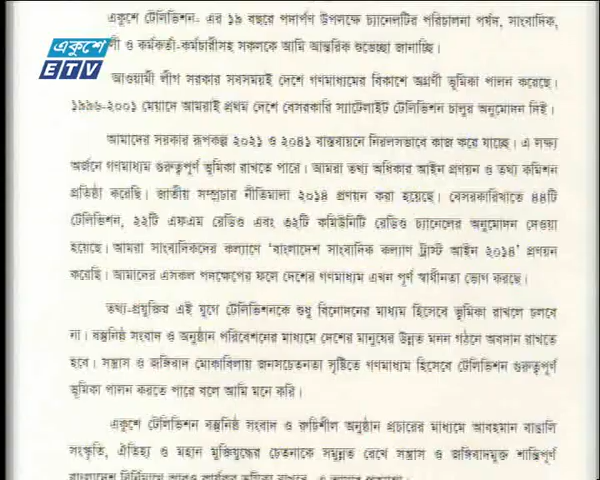 একুশে টেলিভিশন- এর ১৯ বছরে পদার্পণ উপলক্ষে চ্যানেলটির পরিচালনা পর্ষদ, সাংবাদিক,
ও কর্মকর্তা-কর্মচারীসহ সকলকে আমি আন্তরিক শুভেচ্ছা জানাচ্ছি।
একুশে
ETV
আওয়ামী লীগ সরকার সবসময়ই দেশে গণমাধ্যমের বিকাশে অগ্রণী ভূমিকা পালন করেছে।
১৯৯৬-২০০১ মেয়াদে আমরাই প্রথম দেশে বেসরকারি স্যাটেলাইট টেলিভিশন চালুর অনুমোদন দিই।
আমাদের সরকার রূপকল্প ২০২১ ও ২০৪১ বাস্তবায়নে নিরলসভাবে কাজ করে যাচ্ছে। এ লক্ষ্য
অর্জনে গণমাধ্যম গুরুত্বপূর্ণ ভূমিকা রাখতে পারে। আমরা তথ্য অধিকার আইন প্রণয়ন ও তথ্য কমিশন
প্রতিষ্ঠা করেছি। জাতীয় সম্প্রচার নীতিমালা ২০১৪ প্রণয়ন করা হয়েছে। বেসরকারিখাতে ৪৪টি
টেলিভিশন, ২২টি এফএম রেডিও এবং ৩২টি কমিউনিটি রেডিও চ্যানেলের অনুমোদন দেওয়া
হয়েছে। আমরা সাংবাদিকদের কল্যাণে ‘বাংলাদেশ সাংবাদিক কল্যাণ ট্রাস্ট আইন ২০১৪’ প্রণয়ন
করেছি। আমাদের এসকল পদক্ষেপের ফলে দেশের গণমাধ্যম এখন পূর্ণ স্বাধীনতা ভোগ করছে।
তথ্য-প্রযুক্তির এই যুগে টেলিভিশনকে শুধু বিনোদনের মাধ্যম হিসেবে ভূমিকা রাখলে চলবে
না। বস্তুনিষ্ঠ সংবাদ ও অনুষ্ঠান পরিবেশনের মাধ্যমে দেশের মানুষের উন্নত মনন গঠনে অবদান রাখতে
হবে। সন্ত্রাস ও জঙ্গিবাদ মোকাবিলায় জনসচেতনতা সৃষ্টিতে গণমাধ্যম হিসেবে টেলিভিশন গুরুত্বপূর্ণ
ভূমিকা পালন করতে পারে বলে আমি মনে করি।
একুশে টেলিভিশন বস্তুনিষ্ঠ সংবাদ ও রুচিশীল অনুষ্ঠান প্রচারের মাধ্যমে আবহমান বাঙালি
সংস্কৃতি, ঐতিহ্য ও মহান মুক্তিযুদ্ধের চেতনাকে সমুন্নত রেখে সন্ত্রাস ও জঙ্গিবাদমুক্ত শান্তিপূর্ণ